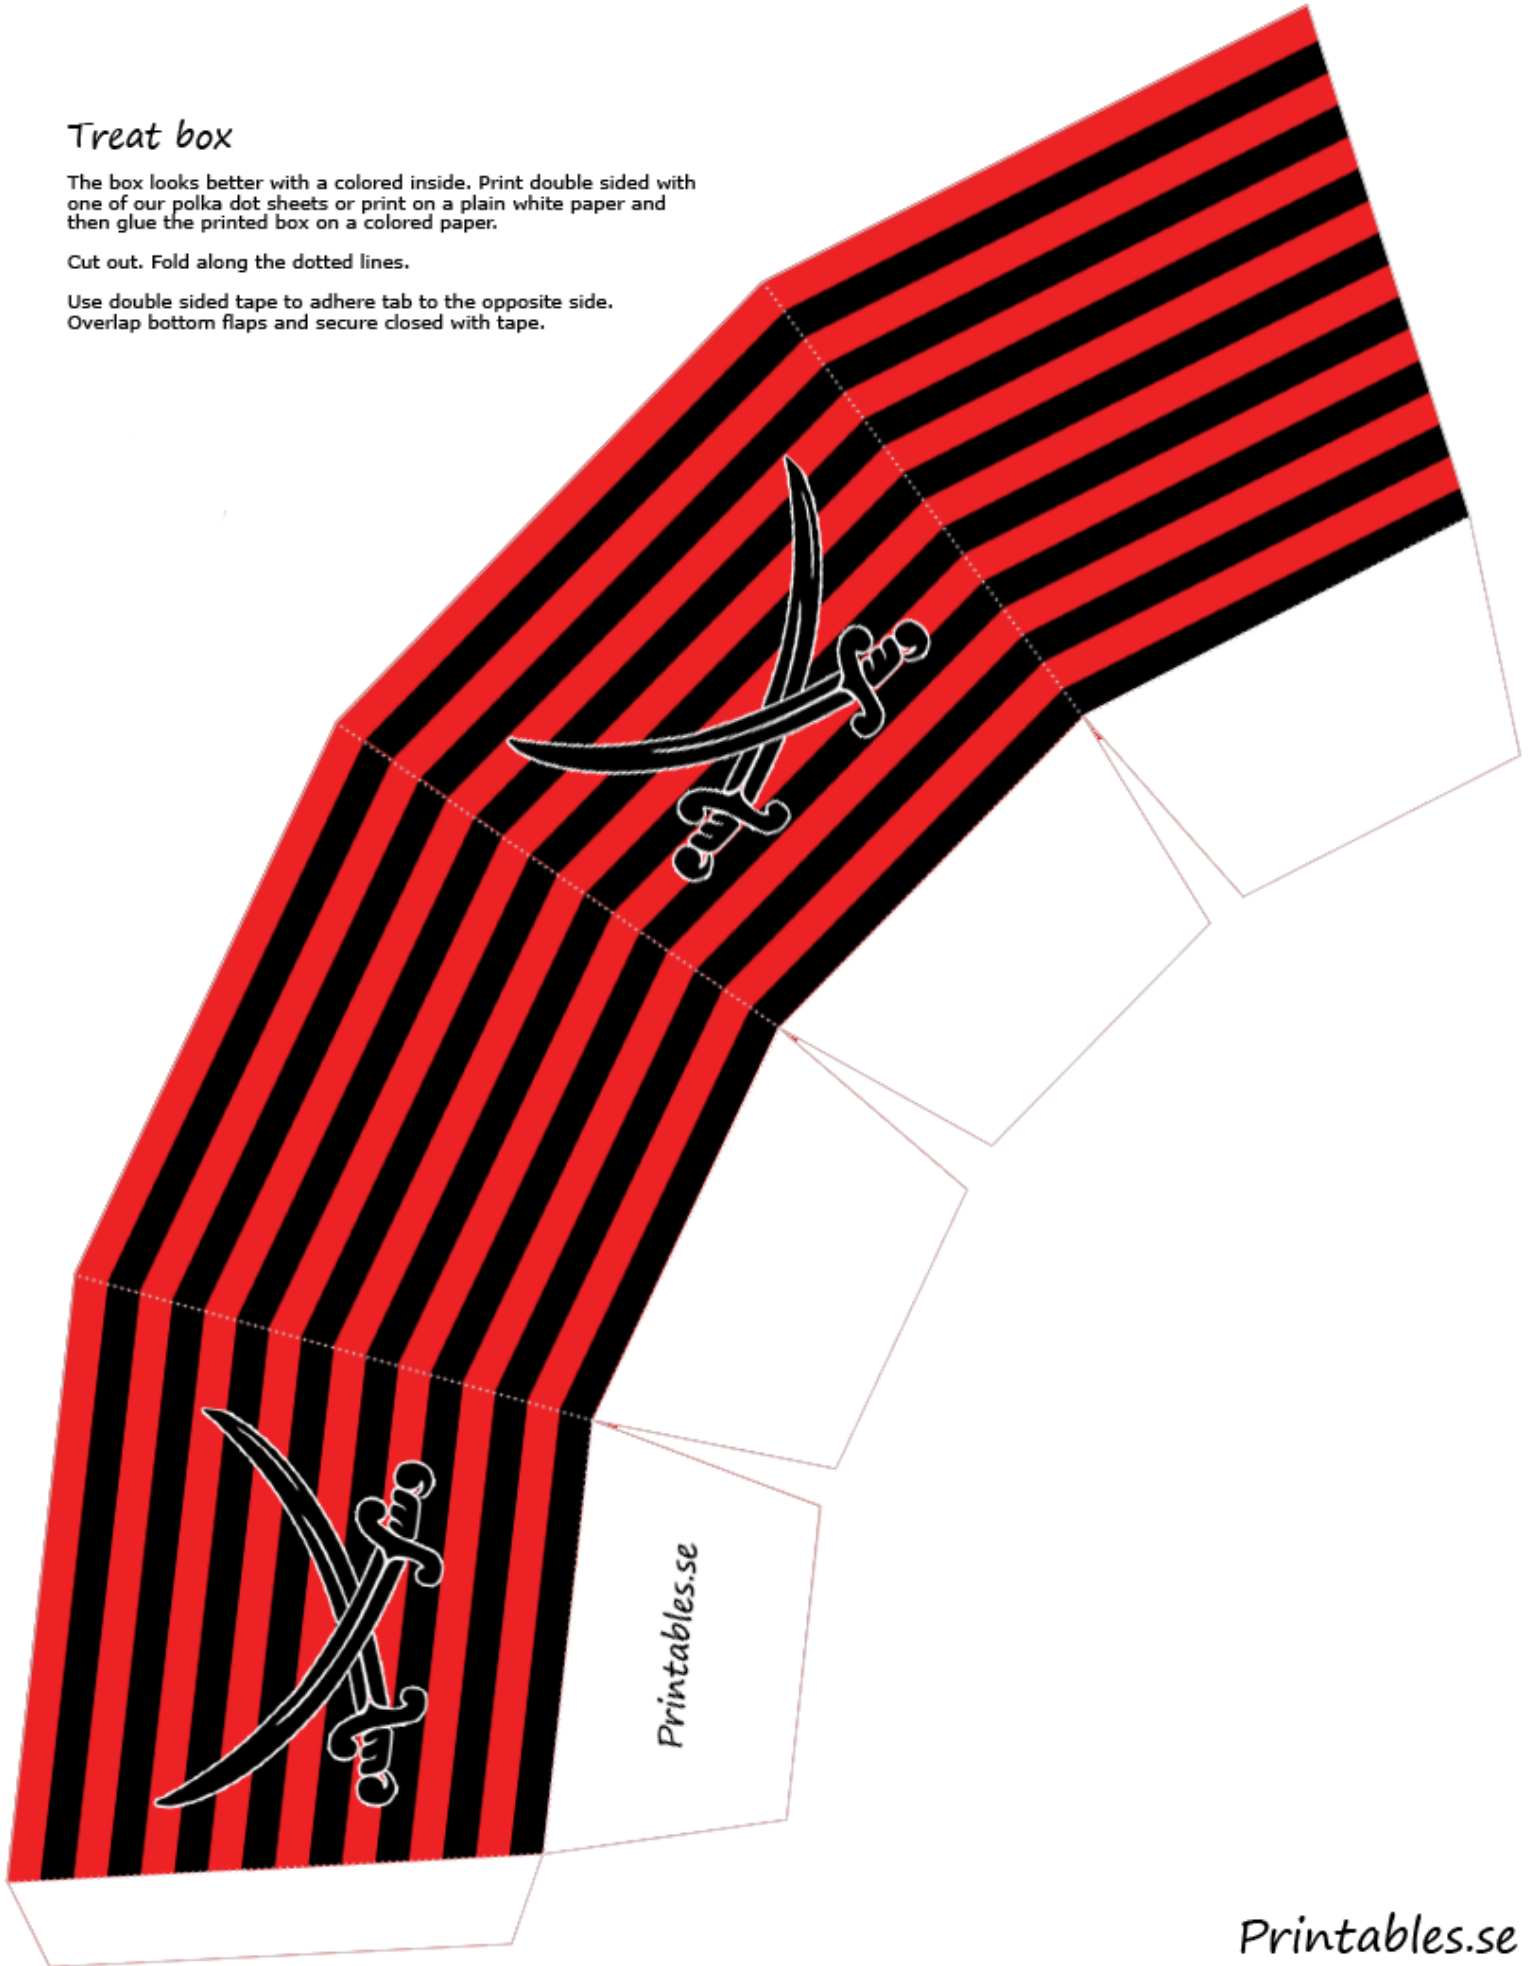 Treat box
The box looks better with a colored inside. Print double sided with
one of our polka dot sheets or print on a plain white paper and
then glue the printed box on a colored paper.
Cut out. Fold along the dotted lines.
Use double sided tape to adhere tab to the opposite side.
Overlap bottom flaps and secure closed with tape.
Printables.se
Printables.se